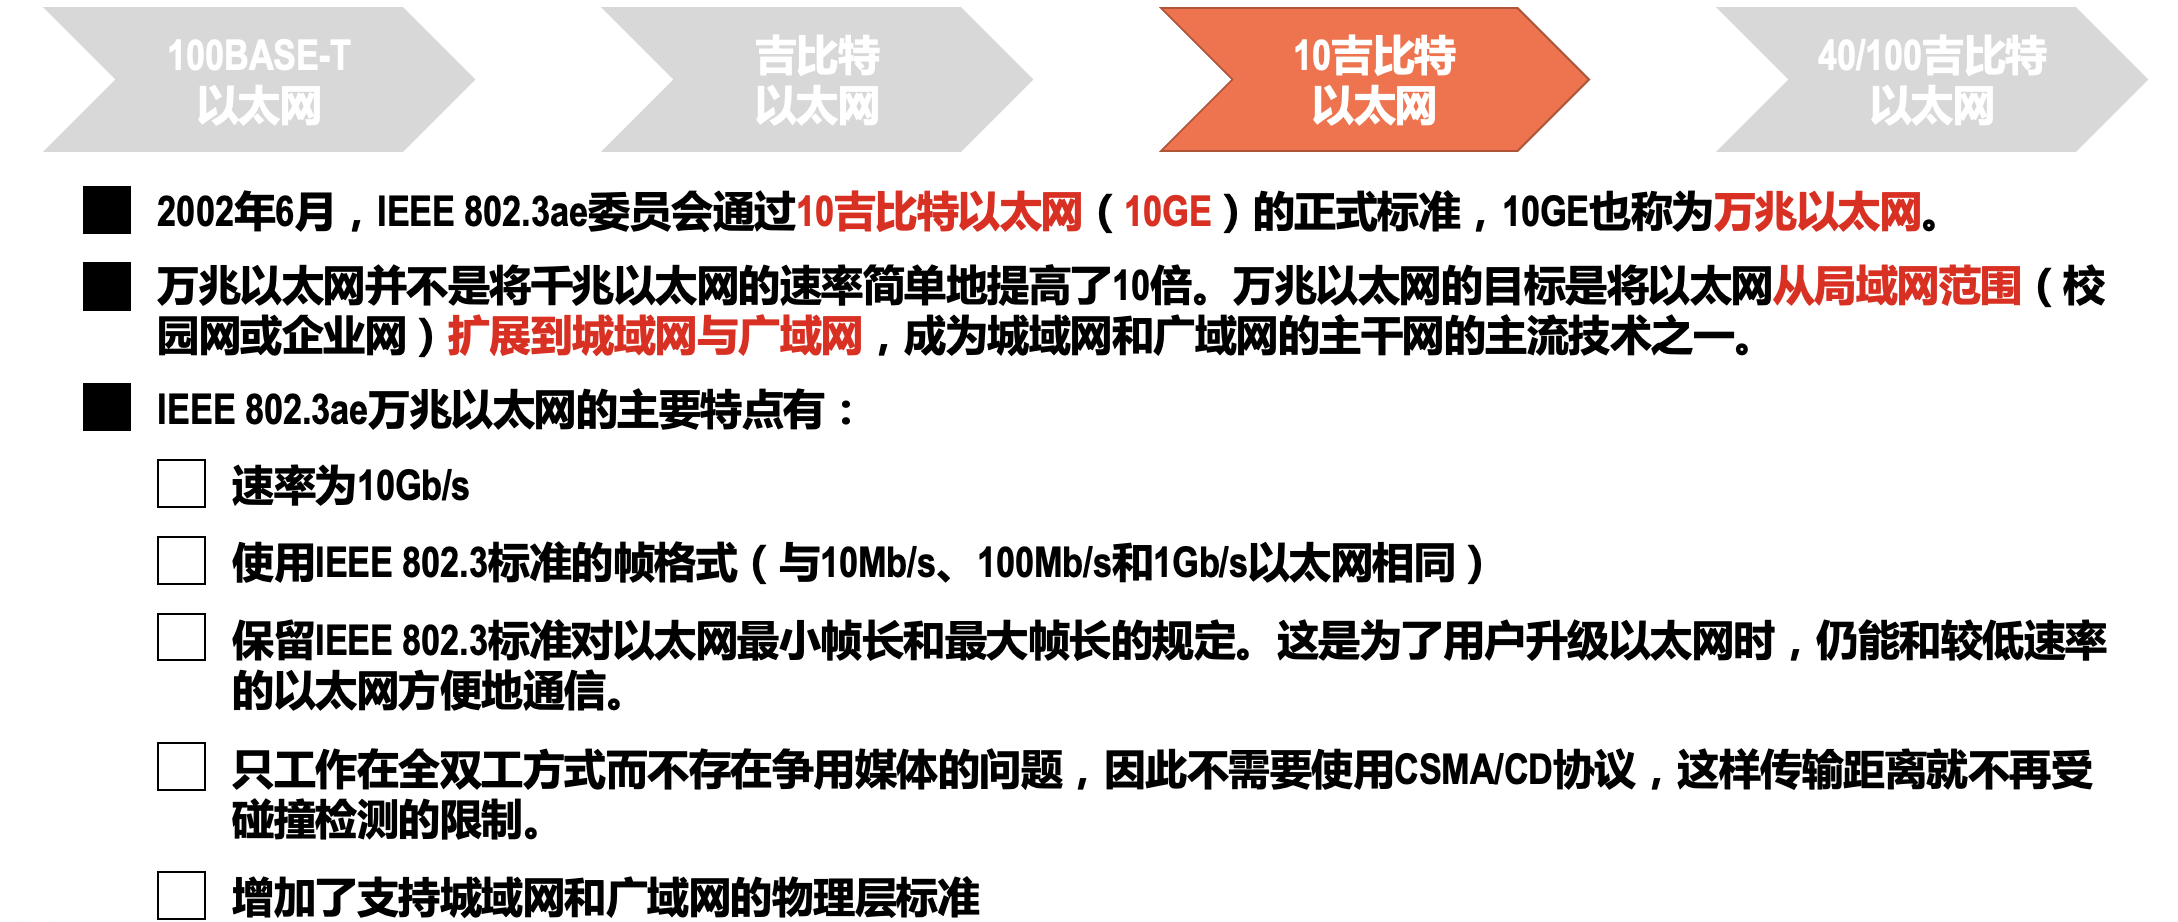 100BASE-T
以太网
吉比特
以太网
10吉比特
以太网
40/100吉比特
以太网
2002年6月，IEEE 802.3ae委员会通过10吉比特以太网（10GE）的正式标准，10GE也称为万兆以太网。
万兆以太网并不是将千兆以太网的速率简单地提高了10倍。万兆以太网的目标是将以太网从局域网范围（校
园网或企业网）扩展到城域网与广域网，成为城域网和广域网的主干网的主流技术之一。
IEEE 802.3ae万兆以太网的主要特点有：
速率为10Gb/s
使用IEEE 802.3标准的帧格式（与10Mb/s、100Mb/s和1Gb/s以太网相同）
保留IEEE 802.3标准对以太网最小帧长和最大帧长的规定。这是为了用户升级以太网时，仍能和较低速率
的以太网方便地通信。
只工作在全双工方式而不存在争用媒体的问题，因此不需要使用CSMA/CD协议，这样传输距离就不再受
碰撞检测的限制。
增加了支持城域网和广域网的物理层标准